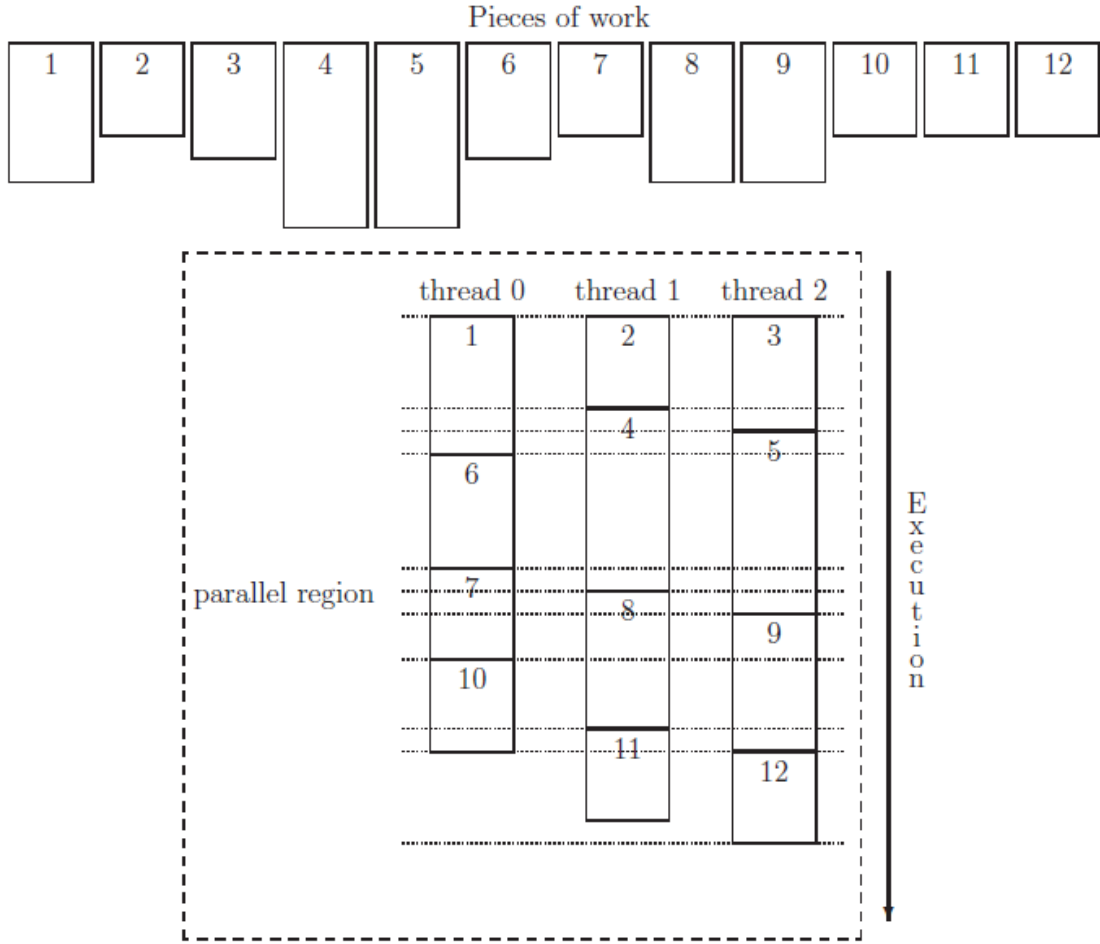 Pieces of work
1 2 3 4 5 6 7 8 9 10 11 12
thread 0 thread 1 thread 2
1 2 3
4
5
6
7
8
9
10
11
12
parallel region
Execution